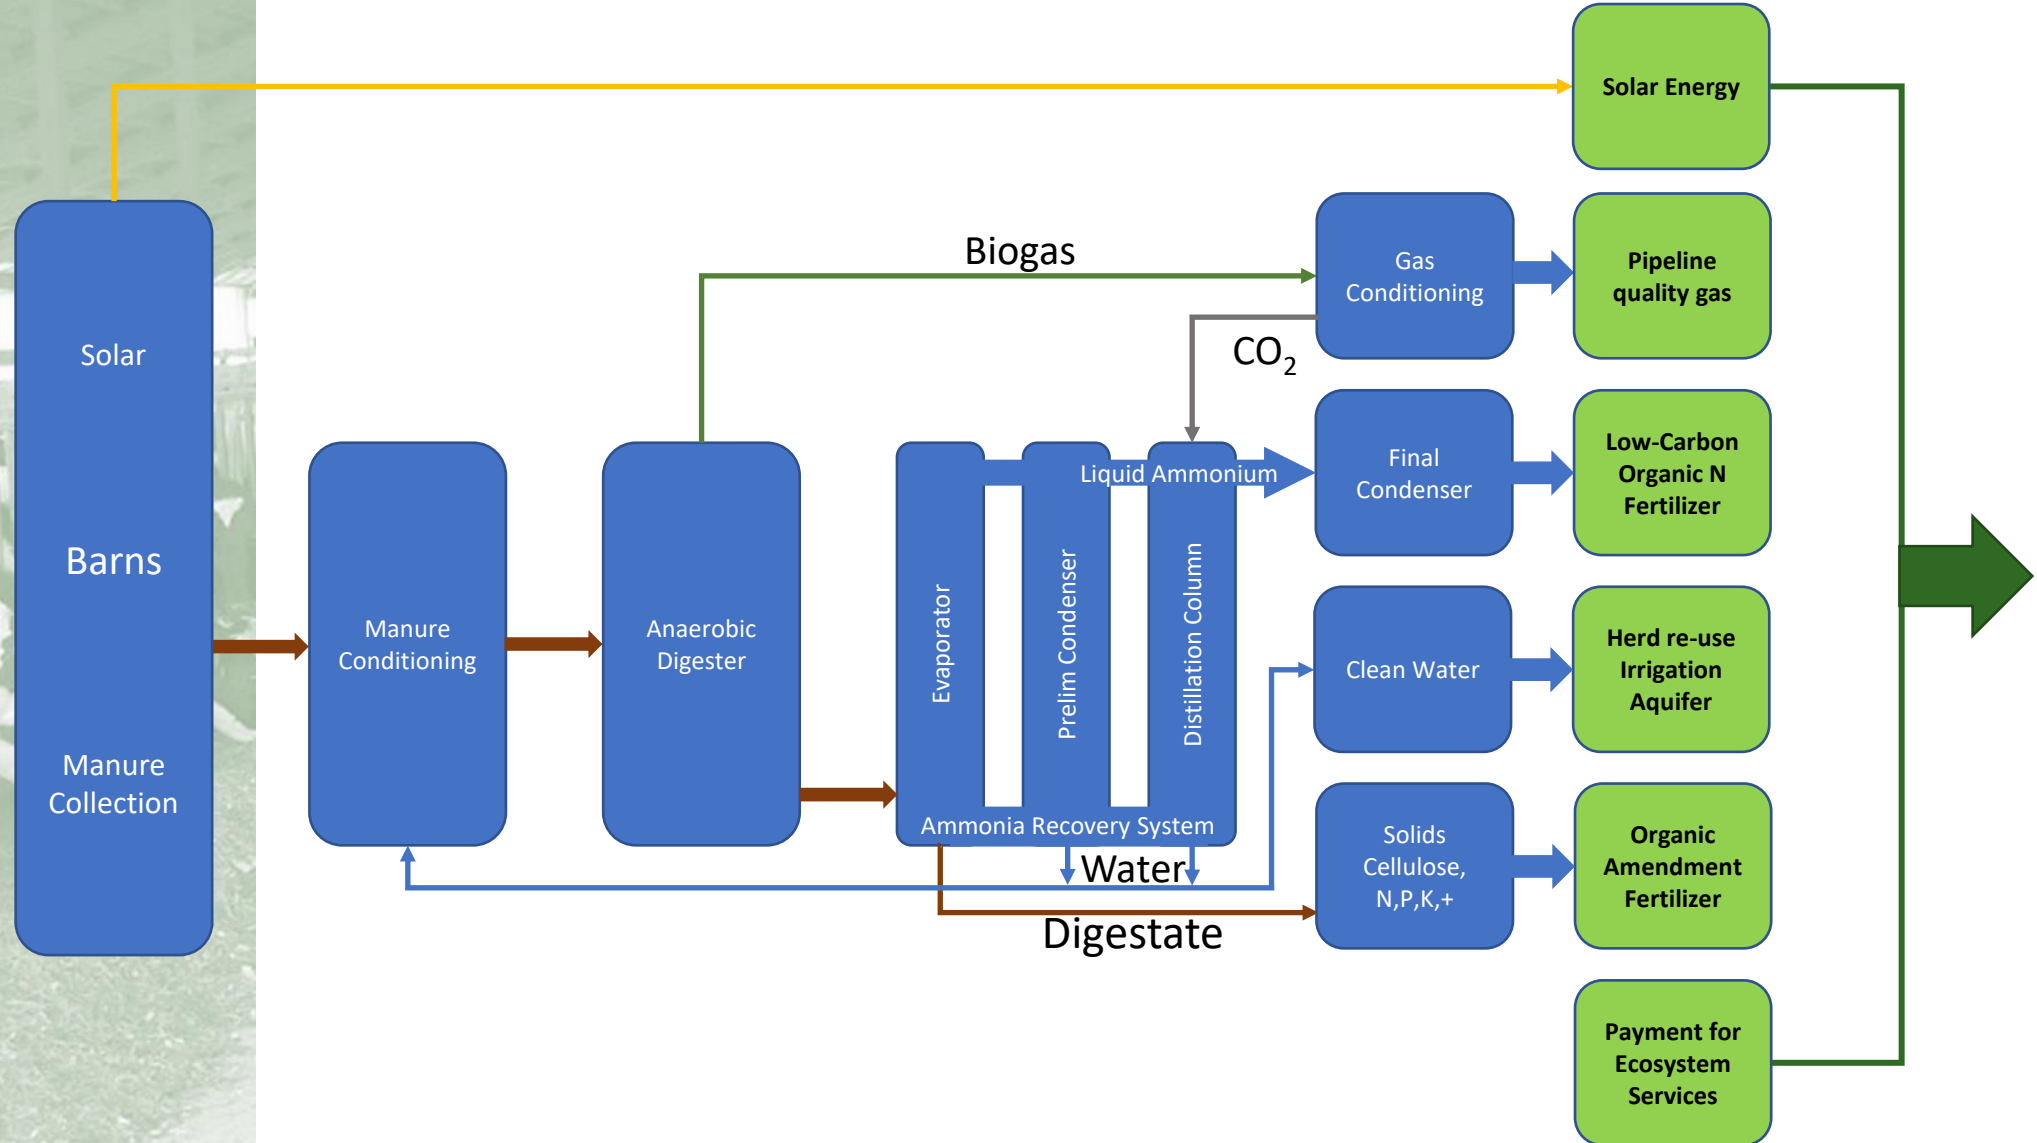 Solar Energy
Biogas
Gas
Conditioning
Pipeline
quality gas
CO₂
Solar
Barns
Manure
Collection
Manure
Conditioning
Anaerobic
Digester
Evaporator
Prelim Condenser
Distillation Column
Liquid Ammonium
Ammonia Recovery System
Water
Digestate
Final
Condenser
Low-Carbon
Organic N
Fertilizer
Clean Water
Herd re-use
Irrigation
Aquifer
Solids
Cellulose,
N,P,K,+
Organic
Amendment
Fertilizer
Payment for
Ecosystem
Services